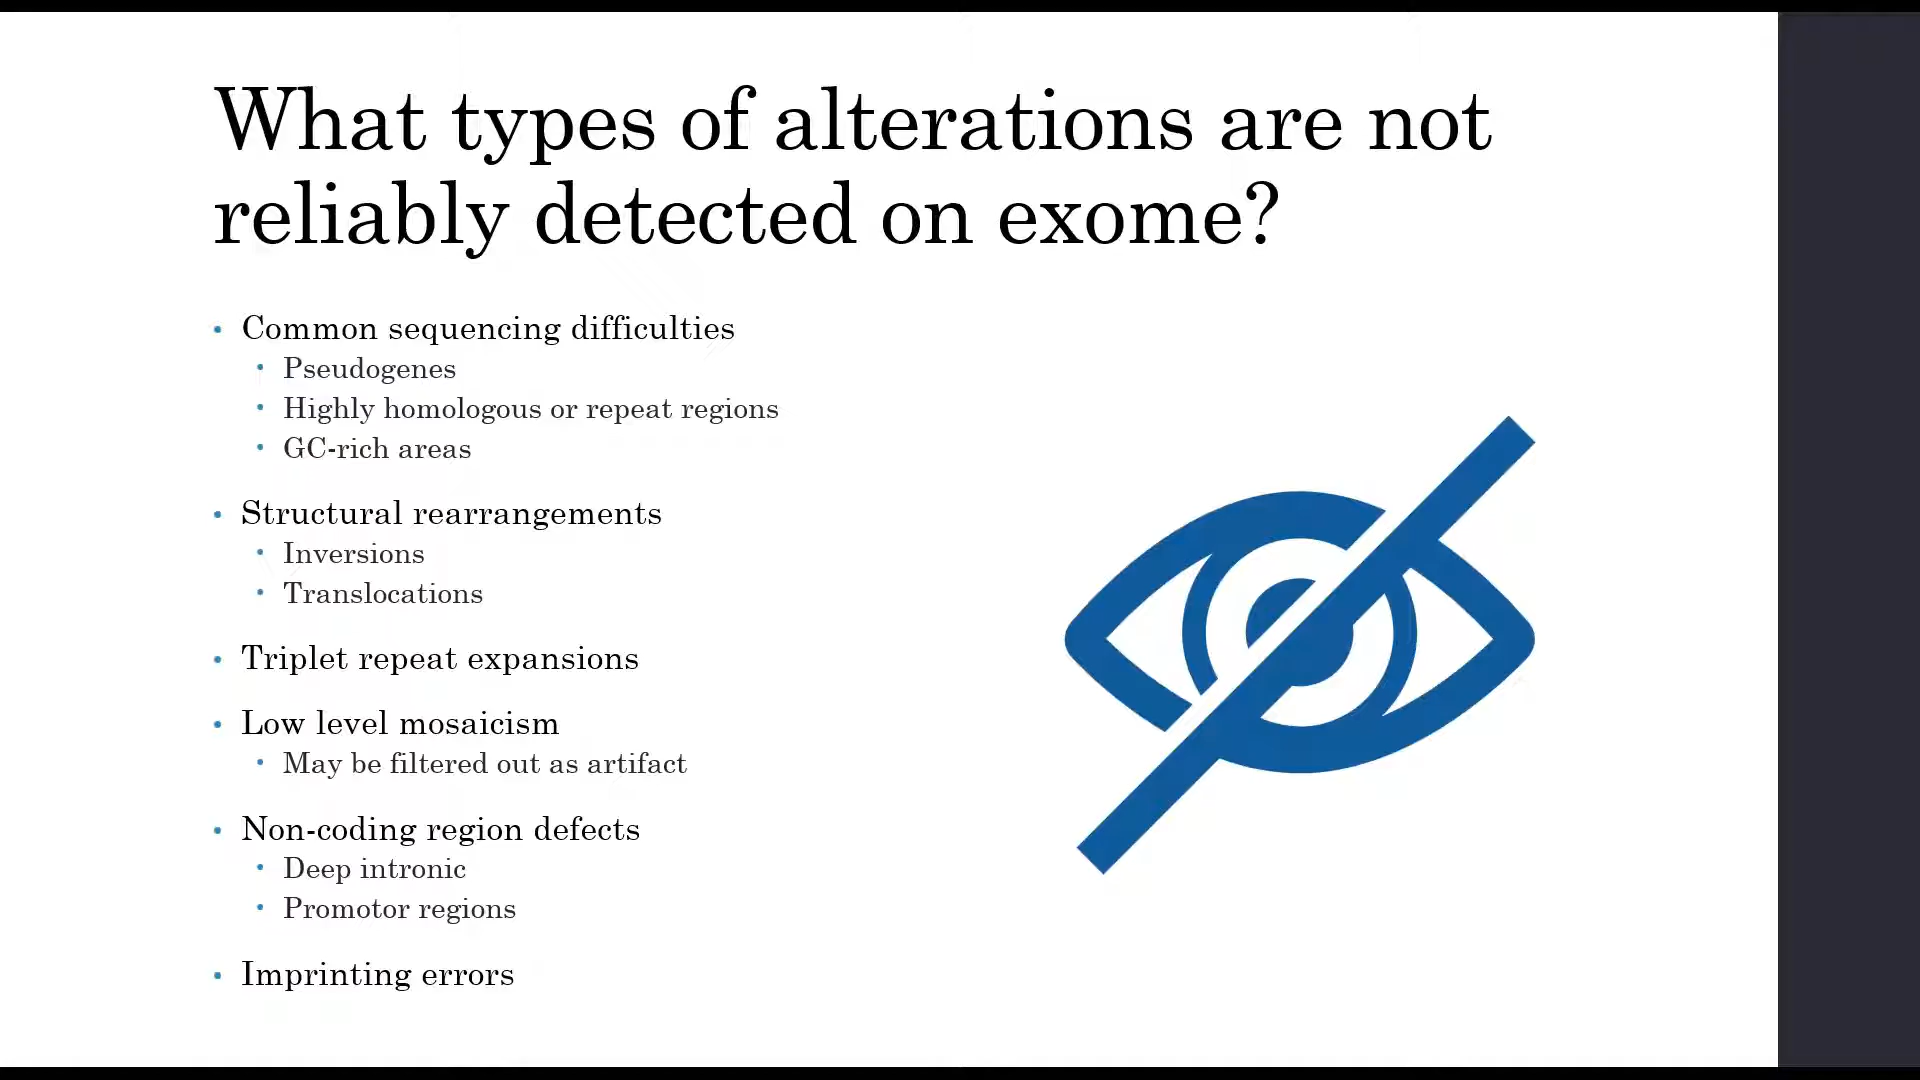 What types of alterations are not
reliably detected on exome?
• Common sequencing difficulties
• Pseudogenes
• Highly homologous or repeat regions
• GC-rich areas
• Structural rearrangements
• Inversions
• Translocations
• Triplet repeat expansions
• Low level mosaicism
• May be filtered out as artifact
• Non-coding region defects
• Deep intronic
• Promotor regions
• Imprinting errors